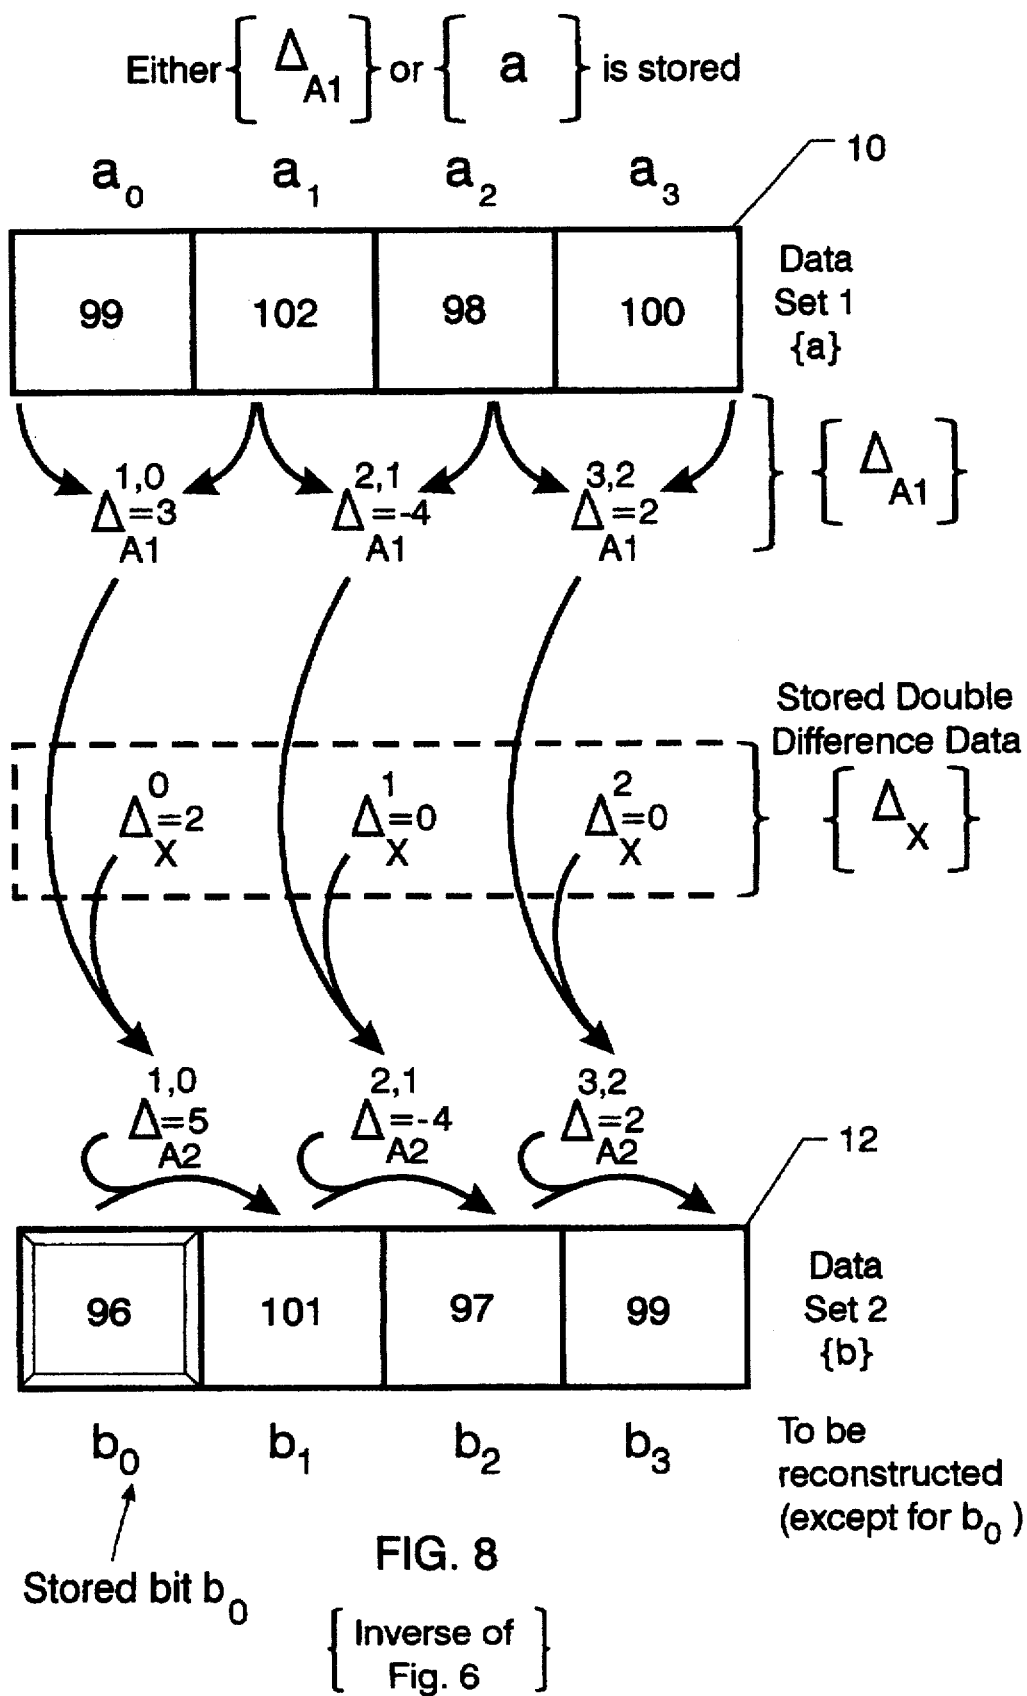 Either { Δ A1 } or { a } is stored
10
a0 a1 a2 a3
99 102 98 100
Data
Set 1
{a}
1,0 2,1 3,2
Δ=3 Δ=-4 Δ=2
A1 A1 A1
{ Δ A1 }
Stored Double
Difference Data
0 1 2
Δ=2 Δ=0 Δ=0
X X X
{ Δ X }
1,0 2,1 3,2
Δ=5 Δ=-4 Δ=2
A2 A2 A2
12
96 101 97 99
Data
Set 2
{b}
b0 b1 b2 b3
To be
reconstructed
(except for b0 )
Stored bit b0
FIG. 8
{ Inverse of
Fig. 6 }